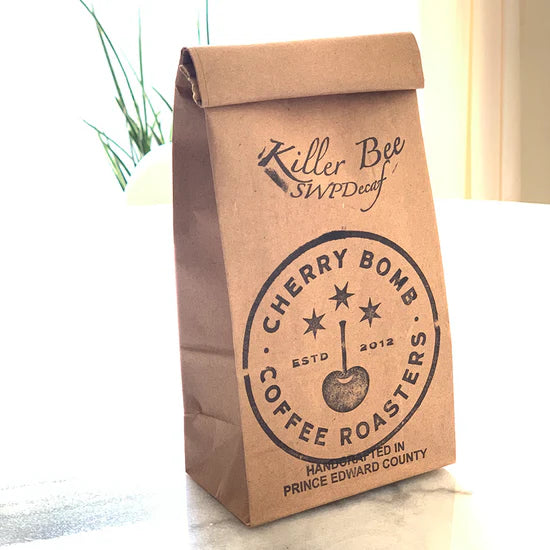 Killer Bee
SWPDecaf
CHERRY BOMB
ESTD 2012
COFFEE ROASTERS
HANDCRAFTED IN
PRINCE EDWARD COUNTY